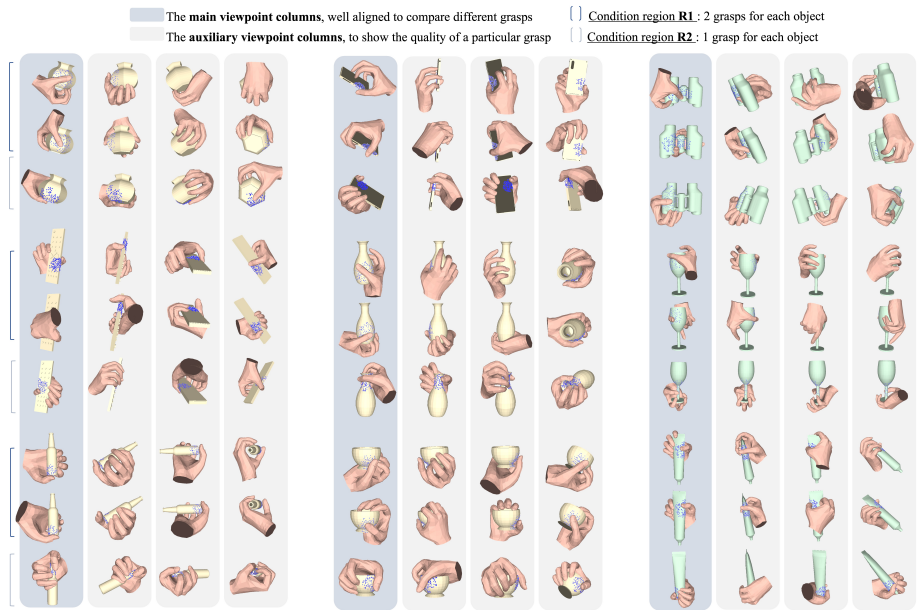 The main viewpoint columns, well aligned to compare different grasps
Condition region R1 : 2 grasps for each object
The auxiliary viewpoint columns, to show the quality of a particular grasp
Condition region R2 : 1 grasp for each object